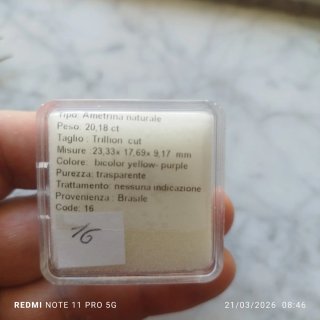 Tipo: Ametrina naturale
Peso: 20,18 ct
Taglio : Trillion cut
Misure :23,33x 17,69x 9,17 mm
Colore: bicolor yellow- purple
Purezza: trasparente
Trattamento: nessuna indicazione
Provenienza : Brasile
Code: 16
16
REDMI NOTE 11 PRO 5G
21/03/2026 08:46